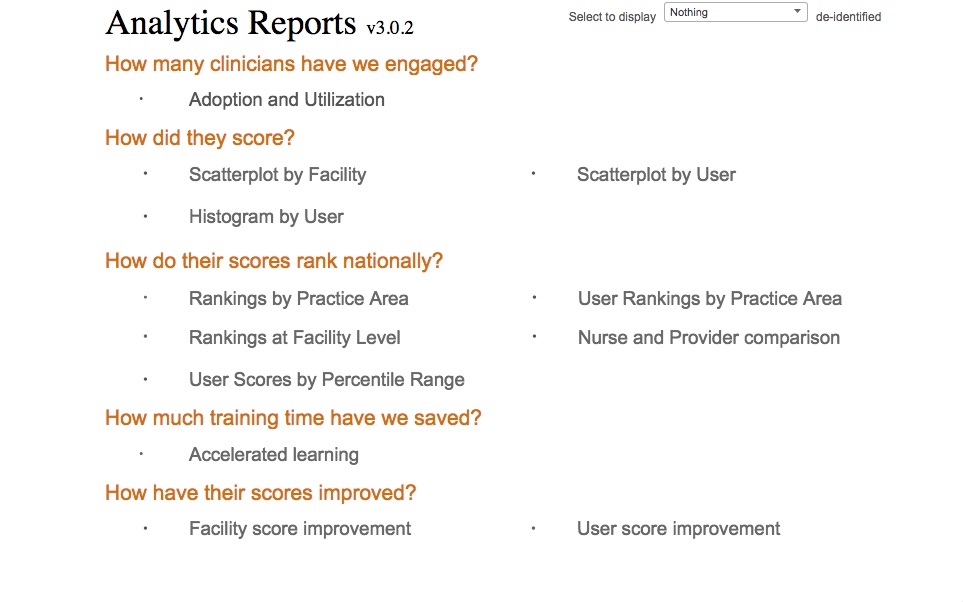 Analytics Reports v3.0.2
Select to display Nothing de-identified
How many clinicians have we engaged?
· Adoption and Utilization
How did they score?
· Scatterplot by Facility · Scatterplot by User
· Histogram by User
How do their scores rank nationally?
· Rankings by Practice Area · User Rankings by Practice Area
· Rankings at Facility Level · Nurse and Provider comparison
· User Scores by Percentile Range
How much training time have we saved?
· Accelerated learning
How have their scores improved?
· Facility score improvement · User score improvement